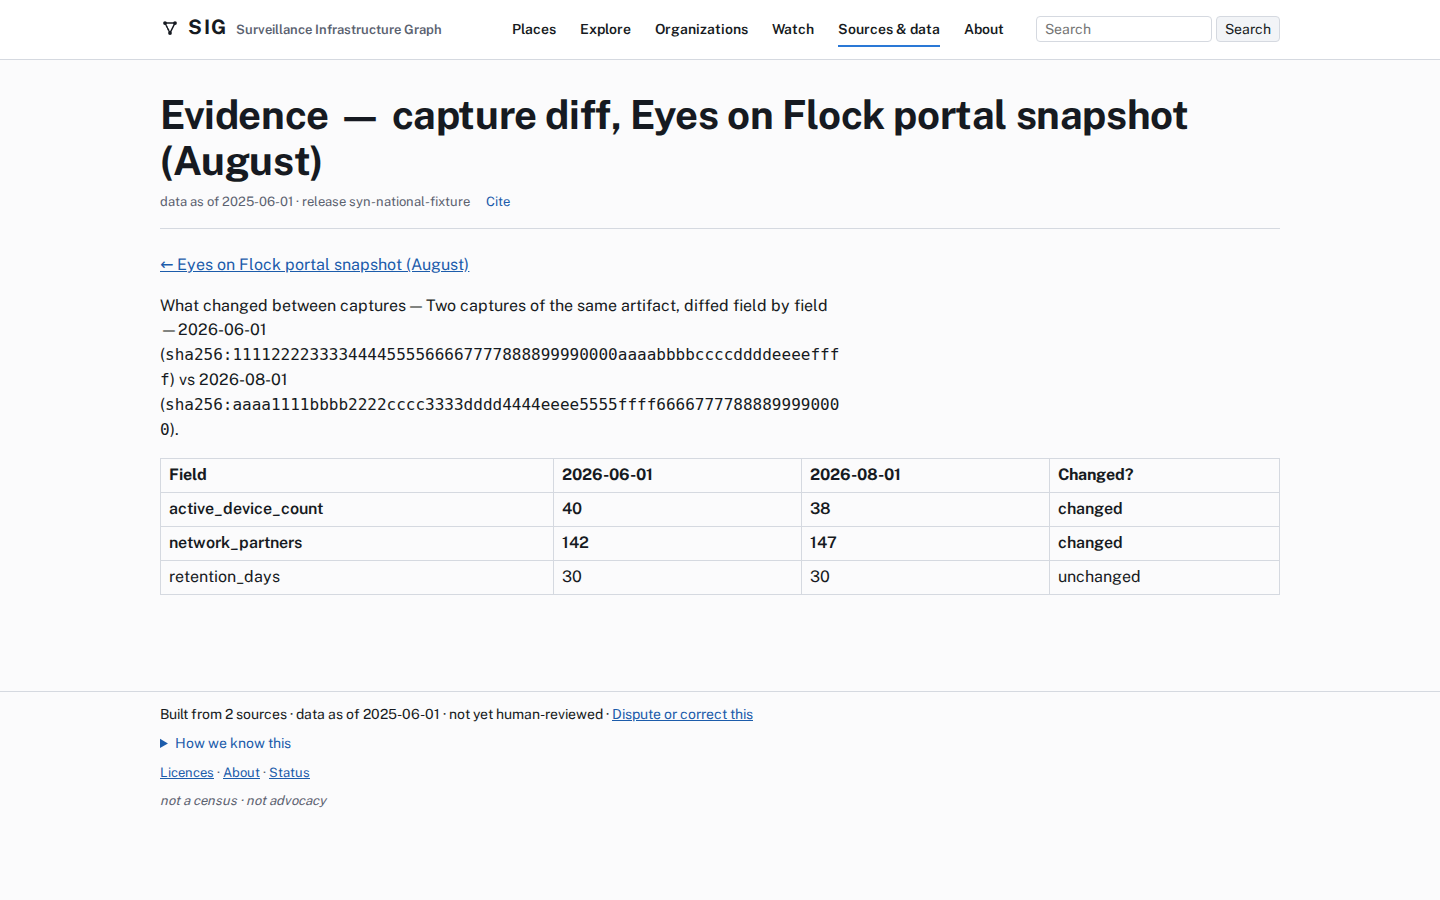 SIG Surveillance Infrastructure Graph Places Explore Organizations Watch Sources & data About Search Search
Evidence — capture diff, Eyes on Flock portal snapshot
(August)
data as of 2025-06-01 · release syn-national-fixture Cite
← Eyes on Flock portal snapshot (August)
What changed between captures — Two captures of the same artifact, diffed field by field
— 2026-06-01
(sha256:1111222233334444555566667777888899990000aaaabbbbccccddddeeeefff
f) vs 2026-08-01
(sha256:aaaa1111bbbb2222cccc3333dddd4444eeee5555ffff6666777788889999000
0).
Field 2026-06-01 2026-08-01 Changed?
active_device_count 40 38 changed
network_partners 142 147 changed
retention_days 30 30 unchanged
Built from 2 sources · data as of 2025-06-01 · not yet human-reviewed · Dispute or correct this
▶ How we know this
Licences · About · Status
not a census · not advocacy